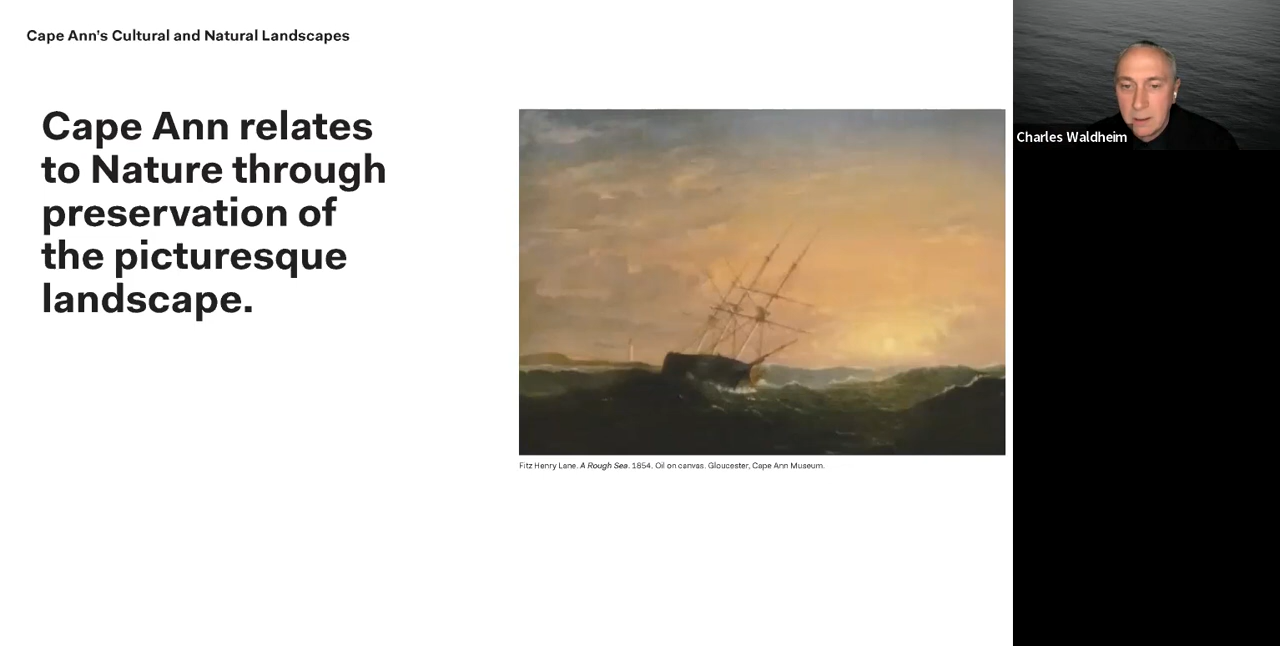 Cape Ann's Cultural and Natural Landscapes
Cape Ann relates
to Nature through
preservation of
the picturesque
landscape.
Fitz Henry Lane. A Rough Sea. 1854. Oil on canvas. Gloucester, Cape Ann Museum.
Charles Waldheim